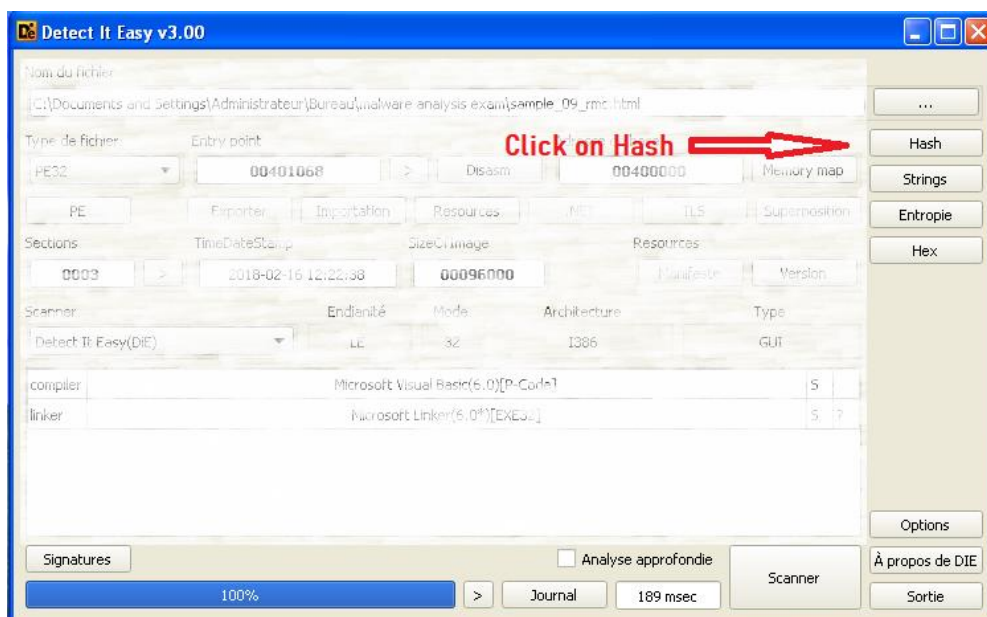 Detect It Easy v3.00
Nom du fichier
C:\Documents and Settings\Administrateur\Bureau\malware analysis exam\sample_09_rmc.html
...
Type de fichier Entry point
Click on Hash
Hash
PE32 00401068 > Disasm 00400000 Memory map
Strings
PE Exporter Importation Resources .NET TLS Superposition
Entropie
Sections TimeDateStamp SizeOfImage Resources
Hex
0003 > 2018-02-16 12:22:38 00096000 Manifeste Version
Scanner Endianité Mode Architecture Type
Detect It Easy(DiE) LE 32 I386 GUI
compiler Microsoft Visual Basic(6.0)[P-Code] S
linker Microsoft Linker(6.0*)[EXE32] S ?
Options
Signatures Analyse approfondie Scanner À propos de DIE
100% > Journal 189 msec Sortie